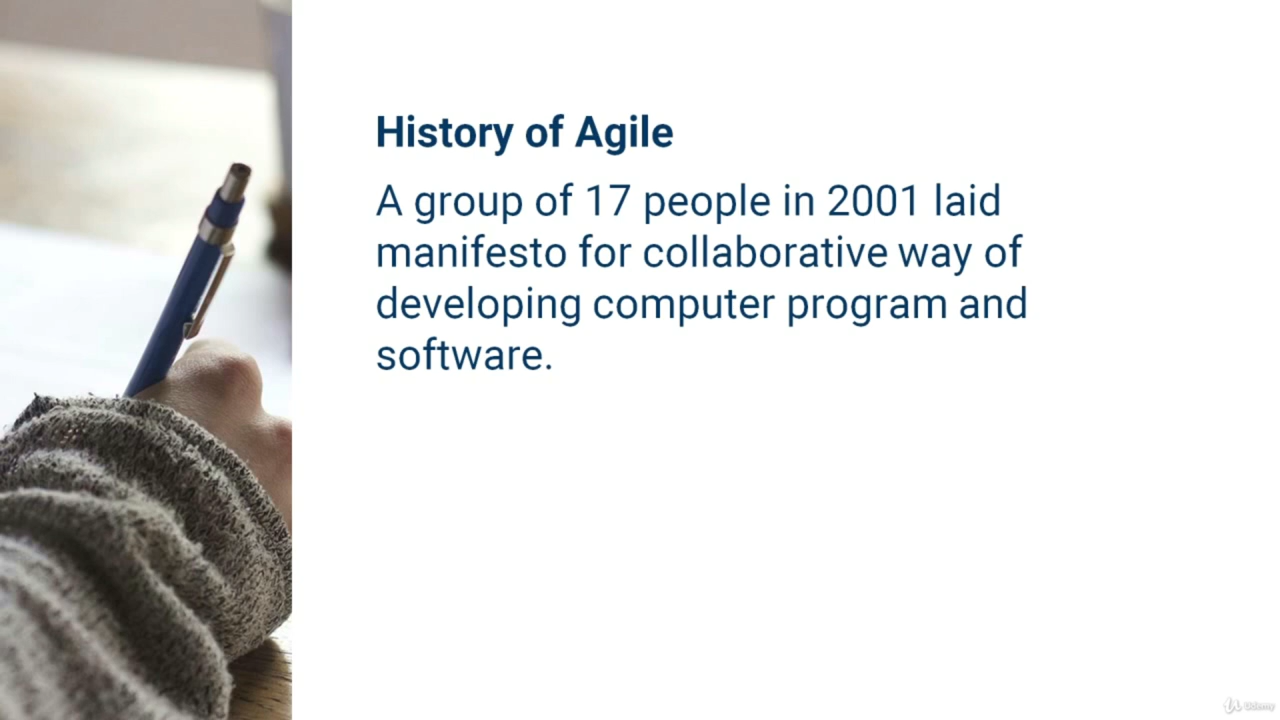 History of Agile
A group of 17 people in 2001 laid
manifesto for collaborative way of
developing computer program and
software.
Udemy